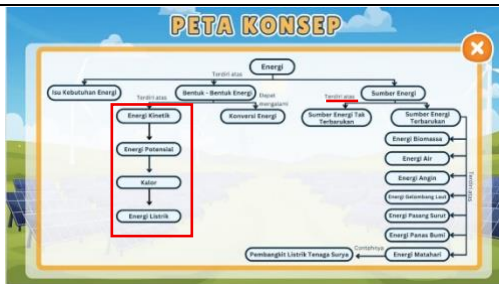 PETA KONSEP
Energi
Terdiri atas
Isu Kebutuhan Energi
Bentuk - Bentuk Energi
Sumber Energi
Terdiri atas
Dapat
mengalami
Terdiri atas
Energi Kinetik
Konversi Energi
Sumber Energi Tak
Terbarukan
Sumber Energi
Terbarukan
Energi Potensial
Kalor
Energi Listrik
Energi Biomassa
Energi Air
Energi Angin
Energi Gelombang Laut
Energi Pasang Surut
Energi Panas Bumi
Energi Matahari
Terdiri atas
Contohnya
Pembangkit Listrik Tenaga Surya
X